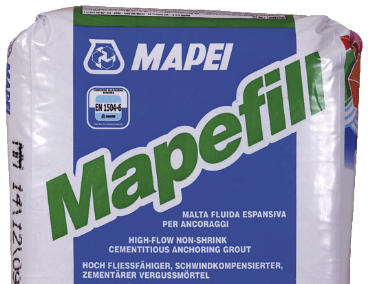 MAPEI
EN 1504-6
Mapefill
MALTA FLUIDA ESPANSIVA
PER ANCORAGGI
HIGH-FLOW NON-SHRINK
CEMENTITIOUS ANCHORING GROUT
HOCH FLIESSFÄHIGER, SCHWINDKOMPENSIERTER,
ZEMENTÄRER VERGUSSMÖRTEL